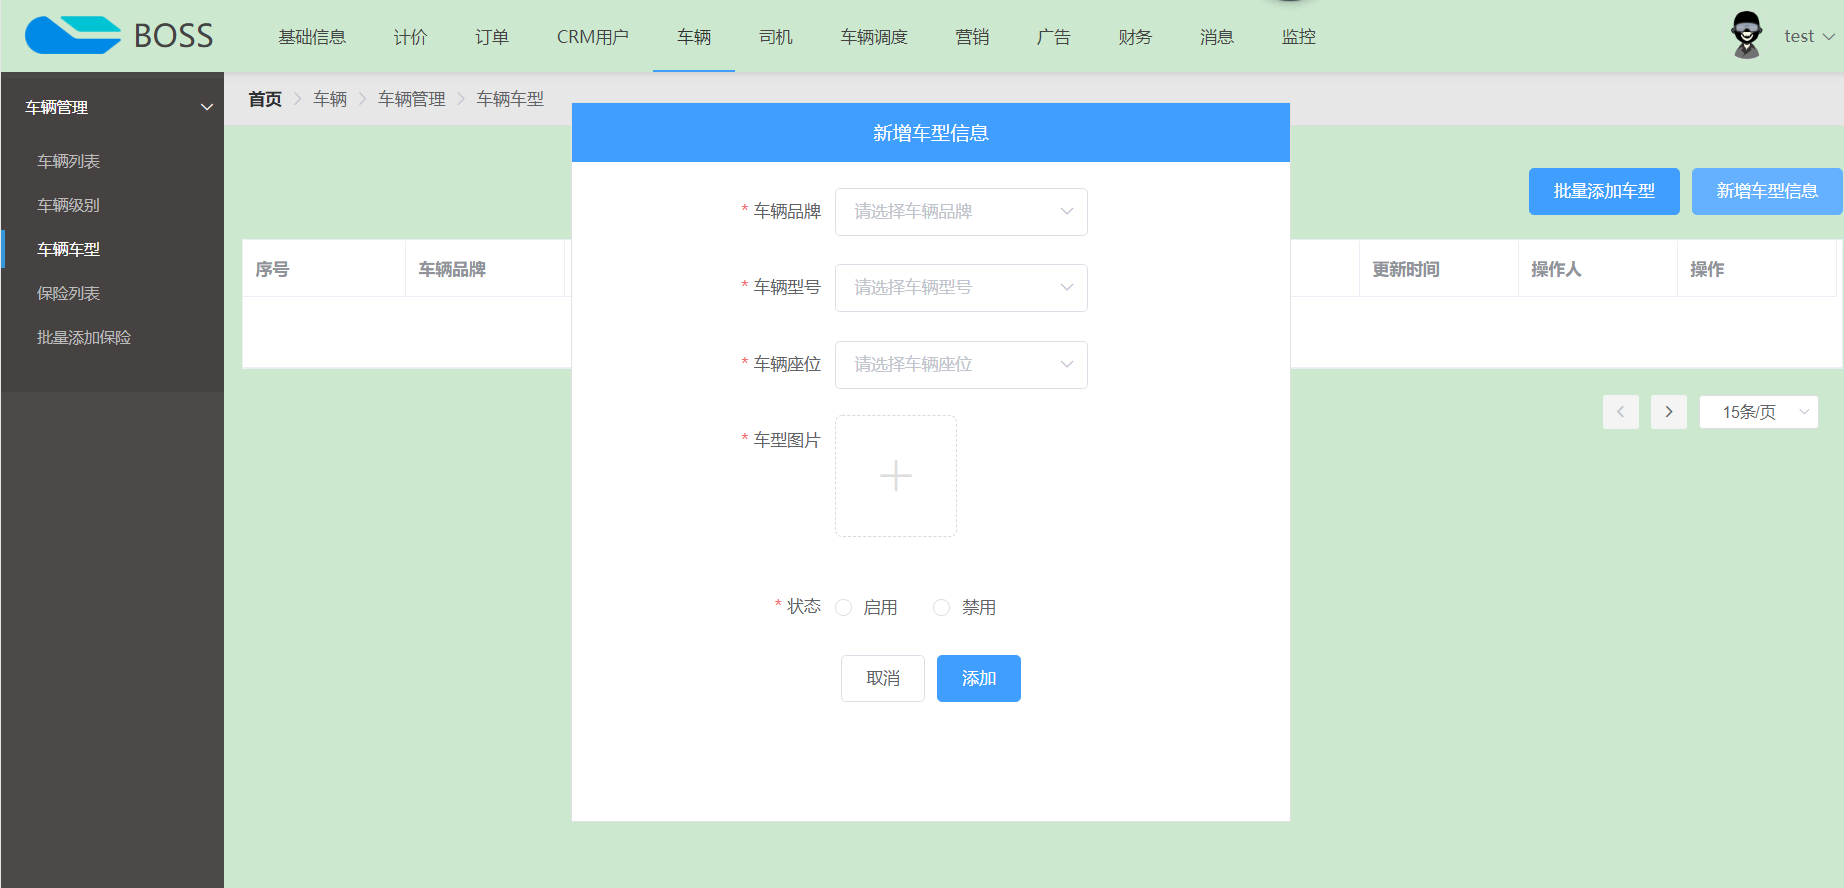 BOSS 基础信息 计价 订单 CRM用户 车辆 司机 车辆调度 营销 广告 财务 消息 监控 test
车辆管理
车辆列表
车辆级别
车辆车型
保险列表
批量添加保险
首页 车辆 车辆管理 车辆车型
批量添加车型 新增车型信息
序号 车辆品牌 更新时间 操作人 操作
15条/页
新增车型信息
* 车辆品牌 请选择车辆品牌
* 车辆型号 请选择车辆型号
* 车辆座位 请选择车辆座位
* 车型图片
* 状态 启用 禁用
取消 添加